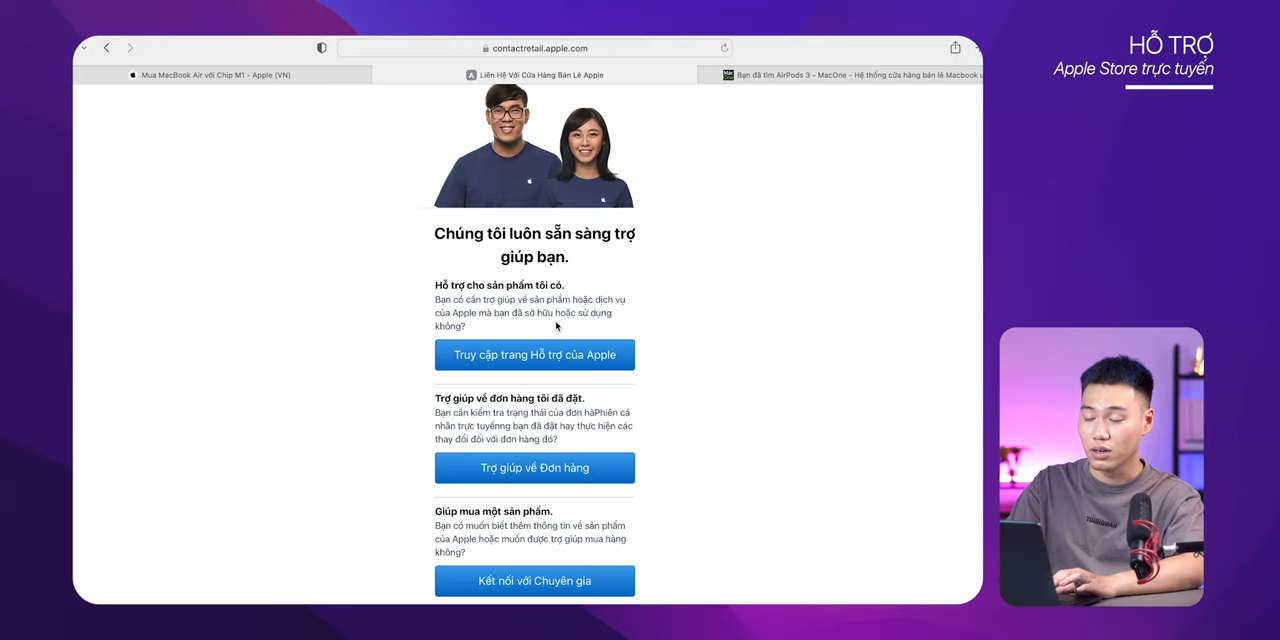 HỖ TRỢ
Apple Store trực tuyến
contactretail.apple.com
Mua MacBook Air với Chip M1 - Apple (VN)
Liên Hệ Với Cửa Hàng Bán Lẻ Apple
Bạn đã tìm AirPods 3 - MacOne - Hệ thống cửa hàng bán lẻ Macbook u
Chúng tôi luôn sẵn sàng trợ
giúp bạn.
Hỗ trợ cho sản phẩm tôi có.
Bạn có cần trợ giúp về sản phẩm hoặc dịch vụ
của Apple mà bạn đã sở hữu hoặc sử dụng
không?
Truy cập trang Hỗ trợ của Apple
Trợ giúp về đơn hàng tôi đã đặt.
Bạn cần kiểm tra trạng thái của đơn hàPhiên cá
nhân trực tuyếnng bạn đã đặt hay thực hiện các
thay đổi đối với đơn hàng đó?
Trợ giúp về Đơn hàng
Giúp mua một sản phẩm.
Bạn có muốn biết thêm thông tin về sản phẩm
của Apple hoặc muốn được trợ giúp mua hàng
không?
Kết nối với Chuyên gia